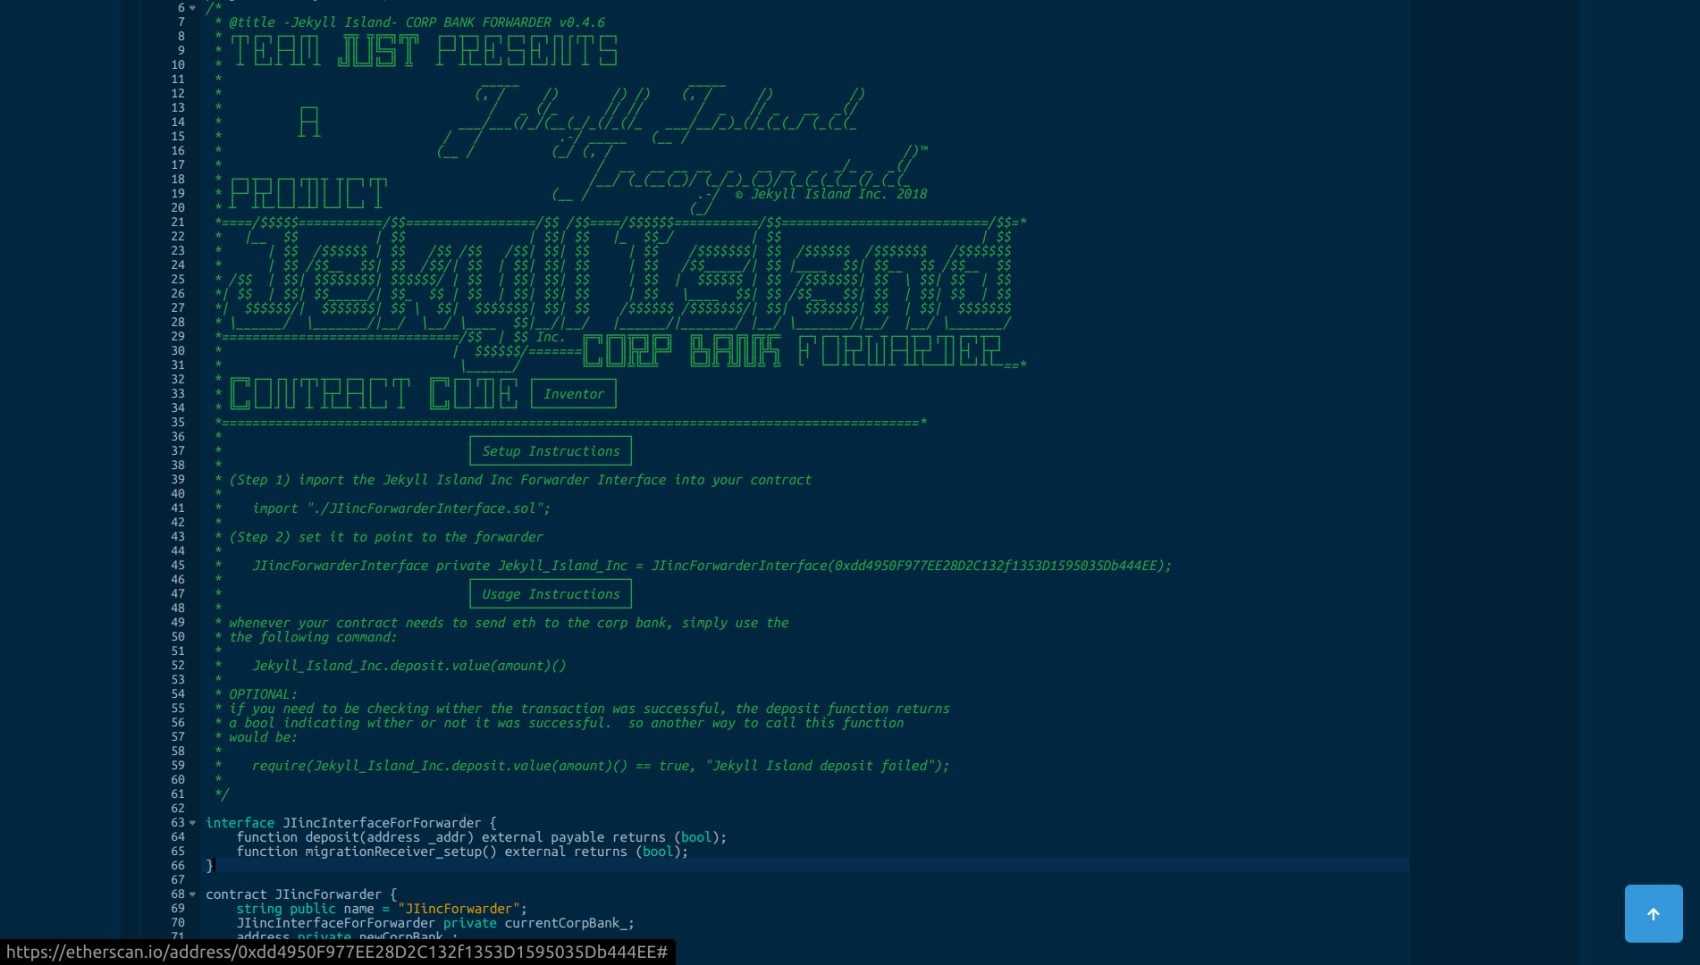 6 /*
7  * @title -Jekyll Island- CORP BANK FORWARDER v0.4.6
8  * TEAM JUST PRESENTS
9  *
10  *
11  *
12  *
13  *
14  *
15  *
16  * ™
17  *
18  *
19  * © Jekyll Island Inc. 2018
20  *
21  *====/$$$$$===========/$$=================/$$ /$$====/$$$$$$===========/$$===========================/$$=*
22  *   |__  $$          | $$                | $$| $$   |_  $$_/          | $$                          | $$
23  *      | $$  /$$$$$$ | $$   /$$ /$$   /$$| $$| $$     | $$    /$$$$$$$| $$  /$$$$$$  /$$$$$$$   /$$$$$$$
24  *      | $$ /$$__  $$| $$  /$$/| $$  | $$| $$| $$     | $$   /$$_____/| $$ |____  $$| $$__  $$ /$$__  $$
25  * /$$  | $$| $$$$$$$$| $$$$$$/ | $$  | $$| $$| $$     | $$  |  $$$$$$ | $$  /$$$$$$$| $$  \ $$| $$  | $$
26  *| $$  | $$| $$_____/| $$_  $$ | $$  | $$| $$| $$     | $$   \____  $$| $$ /$$__  $$| $$  | $$| $$  | $$
27  *|  $$$$$$/|  $$$$$$$| $$ \  $$|  $$$$$$$| $$| $$    /$$$$$$ /$$$$$$$/| $$|  $$$$$$$| $$  | $$|  $$$$$$$
28  * \______/  \_______/|__/  \__/ \____  $$|__/|__/   |______/|_______/ |__/ \_______/|__/  |__/ \_______/
29  *===============================/$$  | $$ Inc.
30  *                              |  $$$$$$/=======
31  *                               \______/ ==*
32  *
33  * Inventor
34  *
35  *===========================================================================================*
36  *
37  * Setup Instructions
38  *
39  * (Step 1) import the Jekyll Island Inc Forwarder Interface into your contract
40  *
41  *    import "./JIincForwarderInterface.sol";
42  *
43  * (Step 2) set it to point to the forwarder
44  *
45  *    JIincForwarderInterface private Jekyll_Island_Inc = JIincForwarderInterface(0xdd4950F977EE28D2C132f1353D1595035Db444EE);
46  *
47  * Usage Instructions
48  *
49  * whenever your contract needs to send eth to the corp bank, simply use the
50  * the following command:
51  *
52  *    Jekyll_Island_Inc.deposit.value(amount)()
53  *
54  * OPTIONAL:
55  * if you need to be checking wither the transaction was successful, the deposit function returns
56  * a bool indicating wither or not it was successful.  so another way to call this function
57  * would be:
58  *
59  *    require(Jekyll_Island_Inc.deposit.value(amount)() == true, "Jekyll Island deposit failed");
60  *
61  */
62
63 interface JIincInterfaceForForwarder {
64     function deposit(address _addr) external payable returns (bool);
65     function migrationReceiver_setup() external returns (bool);
66 }
67
68 contract JIincForwarder {
69     string public name = "JIincForwarder";
70     JIincInterfaceForForwarder private currentCorpBank_;
71     address private newCorpBank_;
https://etherscan.io/address/0xdd4950F977EE28D2C132f1353D1595035Db444EE#